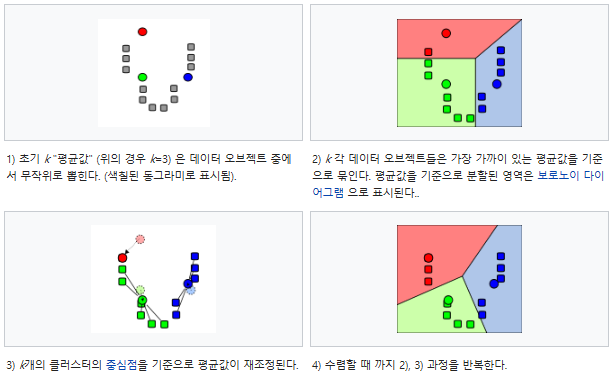 1) 초기 k "평균값" (위의 경우 k=3) 은 데이터 오브젝트 중에
서 무작위로 뽑힌다. (색칠된 동그라미로 표시됨).
2) k 각 데이터 오브젝트들은 가장 가까이 있는 평균값을 기준
으로 묶인다. 평균값을 기준으로 분할된 영역은 보로노이 다이
어그램 으로 표시된다..
3) k개의 클러스터의 중심점을 기준으로 평균값이 재조정된다.
4) 수렴할 때 까지 2), 3) 과정을 반복한다.